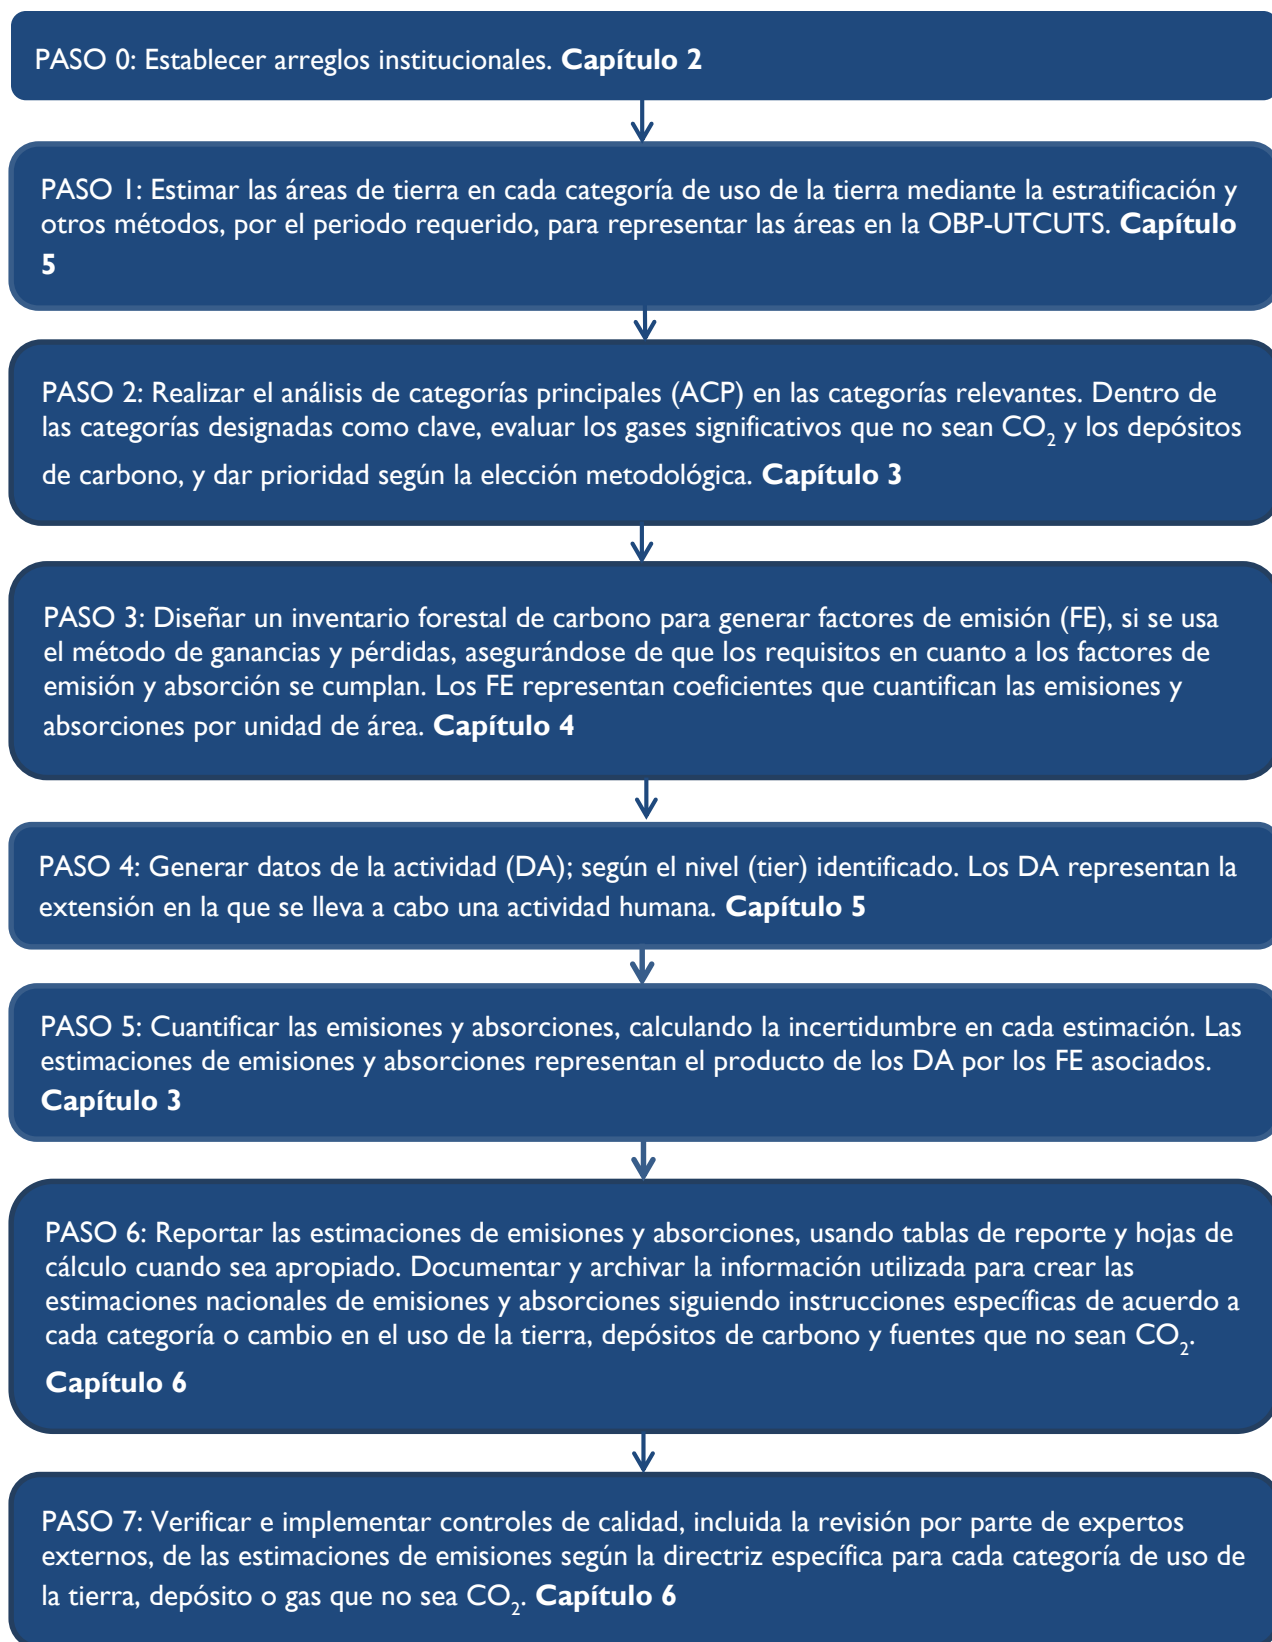 PASO 0: Establecer arreglos institucionales. Capítulo 2
PASO 1: Estimar las áreas de tierra en cada categoría de uso de la tierra mediante la estratificación y
otros métodos, por el periodo requerido, para representar las áreas en la OBP-UTCUTS. Capítulo
5
PASO 2: Realizar el análisis de categorías principales (ACP) en las categorías relevantes. Dentro de
las categorías designadas como clave, evaluar los gases significativos que no sean CO₂ y los depósitos
de carbono, y dar prioridad según la elección metodológica. Capítulo 3
PASO 3: Diseñar un inventario forestal de carbono para generar factores de emisión (FE), si se usa
el método de ganancias y pérdidas, asegurándose de que los requisitos en cuanto a los factores de
emisión y absorción se cumplan. Los FE representan coeficientes que cuantifican las emisiones y
absorciones por unidad de área. Capítulo 4
PASO 4: Generar datos de la actividad (DA); según el nivel (tier) identificado. Los DA representan la
extensión en la que se lleva a cabo una actividad humana. Capítulo 5
PASO 5: Cuantificar las emisiones y absorciones, calculando la incertidumbre en cada estimación. Las
estimaciones de emisiones y absorciones representan el producto de los DA por los FE asociados.
Capítulo 3
PASO 6: Reportar las estimaciones de emisiones y absorciones, usando tablas de reporte y hojas de
cálculo cuando sea apropiado. Documentar y archivar la información utilizada para crear las
estimaciones nacionales de emisiones y absorciones siguiendo instrucciones específicas de acuerdo a
cada categoría o cambio en el uso de la tierra, depósitos de carbono y fuentes que no sean CO₂.
Capítulo 6
PASO 7: Verificar e implementar controles de calidad, incluida la revisión por parte de expertos
externos, de las estimaciones de emisiones según la directriz específica para cada categoría de uso de
la tierra, depósito o gas que no sea CO₂. Capítulo 6